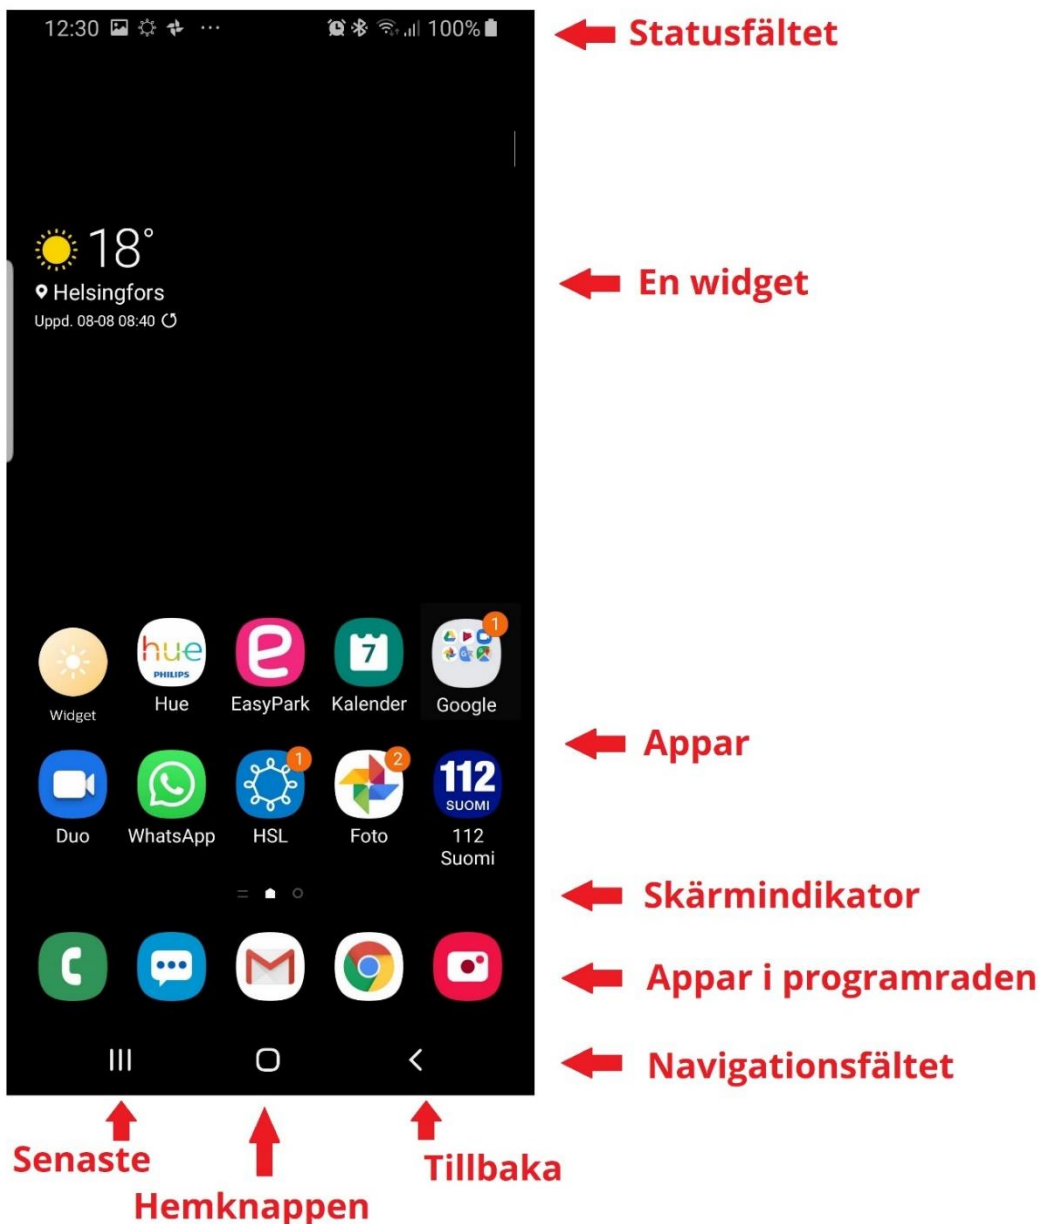 12:30 ... 100%
Statusfältet
18°
Helsingfors
Uppd. 08-08 08:40
En widget
hue
PHILIPS
e
7
1
Widget
Hue
EasyPark
Kalender
Google
Appar
1
2
112
SUOMI
Duo
WhatsApp
HSL
Foto
112
Suomi
Skärmindikator
Appar i programraden
Navigationsfältet
Senaste
Hemknappen
Tillbaka